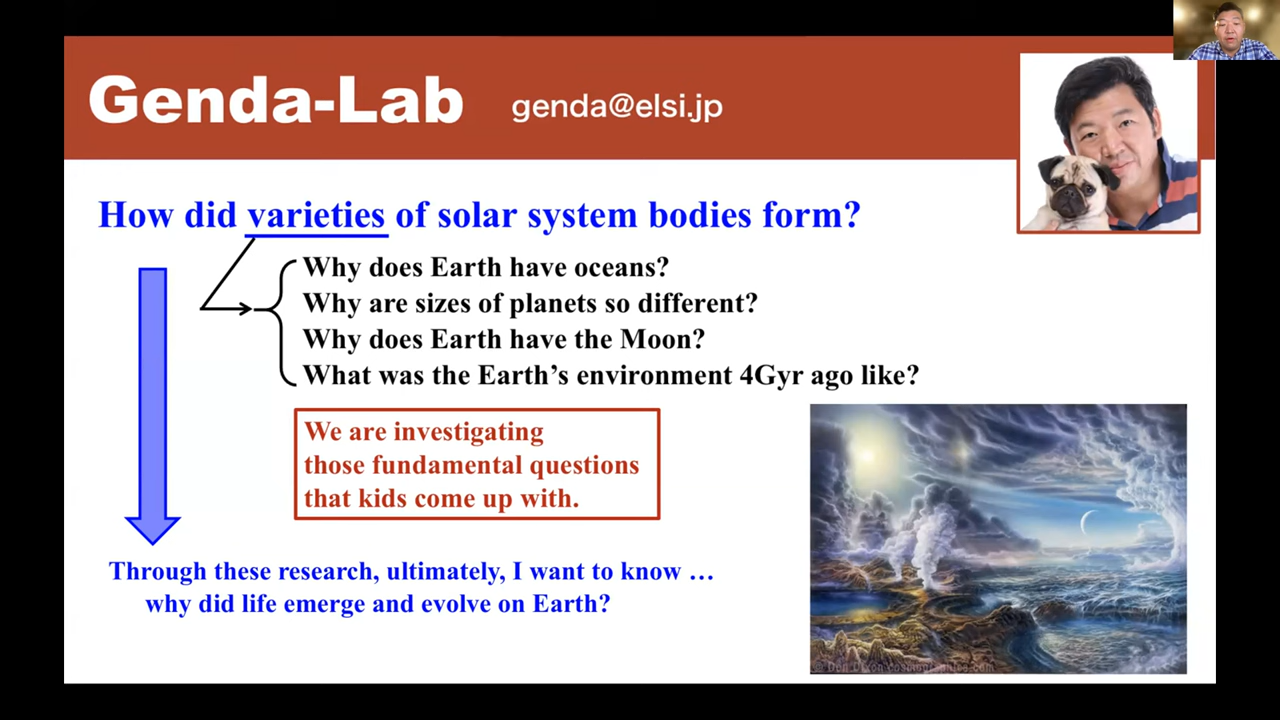 Genda-Lab genda@elsi.jp
How did varieties of solar system bodies form?
Why does Earth have oceans?
Why are sizes of planets so different?
Why does Earth have the Moon?
What was the Earth's environment 4Gyr ago like?
We are investigating
those fundamental questions
that kids come up with.
Through these research, ultimately, I want to know …
why did life emerge and evolve on Earth?